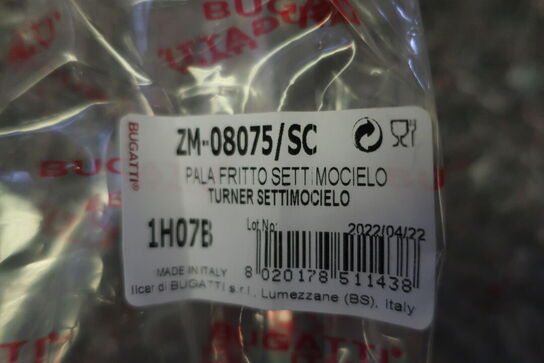 BUGATTI®
ZM-08075/SC
PALA FRITTO SETTIMOCIELO
TURNER SETTIMOCIELO
1H07B
Lot No:
2022/04/22
8 020178 511438
MADE IN ITALY
Ilcar di BUGATTI s.r.l., Lumezzane (BS), Italy